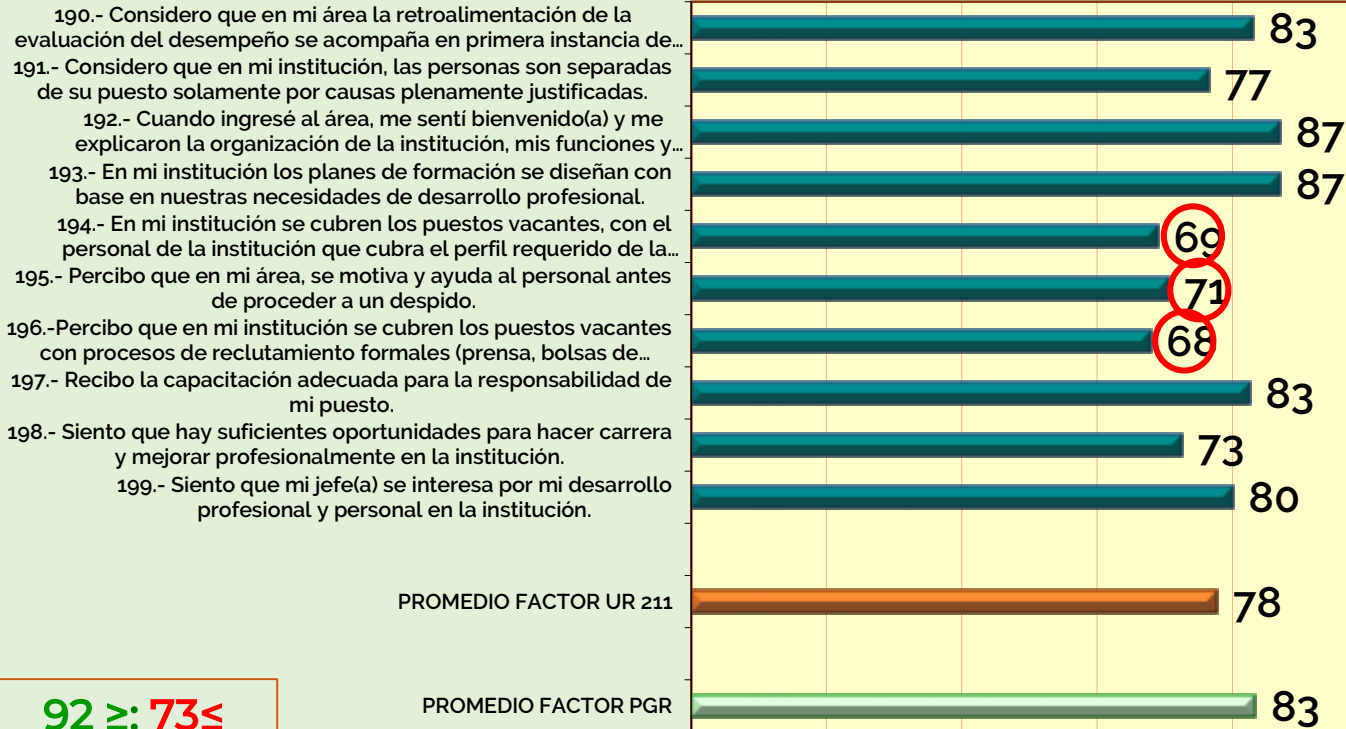 190.- Considero que en mi área la retroalimentación de la
evaluación del desempeño se acompaña en primera instancia de...
83
191.- Considero que en mi institución, las personas son separadas
de su puesto solamente por causas plenamente justificadas.
77
192.- Cuando ingresé al área, me sentí bienvenido(a) y me
explicaron la organización de la institución, mis funciones y...
87
193.- En mi institución los planes de formación se diseñan con
base en nuestras necesidades de desarrollo profesional.
87
194.- En mi institución se cubren los puestos vacantes, con el
personal de la institución que cubra el perfil requerido de la...
69
195.- Percibo que en mi área, se motiva y ayuda al personal antes
de proceder a un despido.
71
196.-Percibo que en mi institución se cubren los puestos vacantes
con procesos de reclutamiento formales (prensa, bolsas de...
68
197.- Recibo la capacitación adecuada para la responsabilidad de
mi puesto.
83
198.- Siento que hay suficientes oportunidades para hacer carrera
y mejorar profesionalmente en la institución.
73
199.- Siento que mi jefe(a) se interesa por mi desarrollo
profesional y personal en la institución.
80
PROMEDIO FACTOR UR 211
78
PROMEDIO FACTOR PGR
83
92 ≥: 73≤